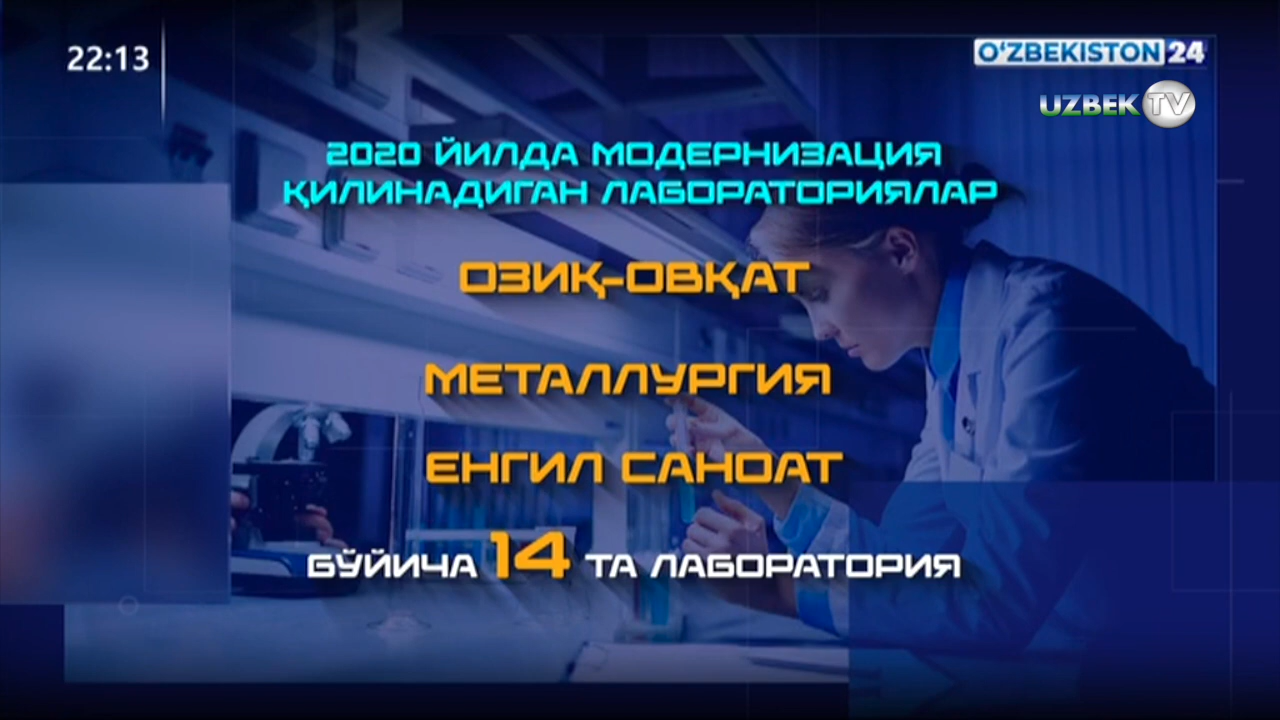 22:13
O‘ZBEKISTON 24
UZBEK TV
2020 ЙИЛДА МОДЕРНИЗАЦИЯ
ҚИЛИНАДИГАН ЛАБОРАТОРИЯЛАР
ОЗИҚ-ОВҚАТ
МЕТАЛЛУРГИЯ
ЕНГИЛ САНОАТ
БЎЙИЧА 14 ТА ЛАБОРАТОРИЯ